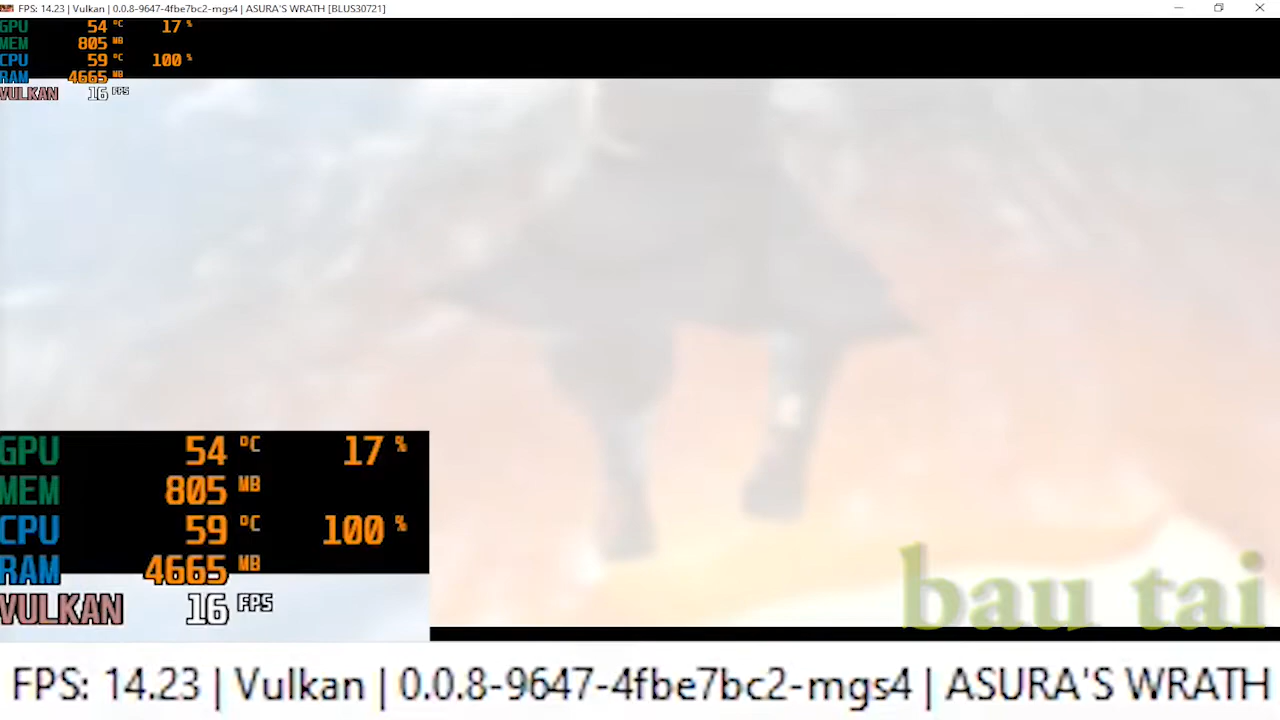 FPS: 14.23 | Vulkan | 0.0.8-9647-4fbe7bc2-mgs4 | ASURA'S WRATH [BLUS30721]
GPU 54 °C 17 %
MEM 805 MB
CPU 59 °C 100 %
RAM 4665 MB
VULKAN 16 FPS
GPU 54 °C 17 %
MEM 805 MB
CPU 59 °C 100 %
RAM 4665 MB
VULKAN 16 FPS
bau tai
FPS: 14.23 | Vulkan | 0.0.8-9647-4fbe7bc2-mgs4 | ASURA'S WRATH